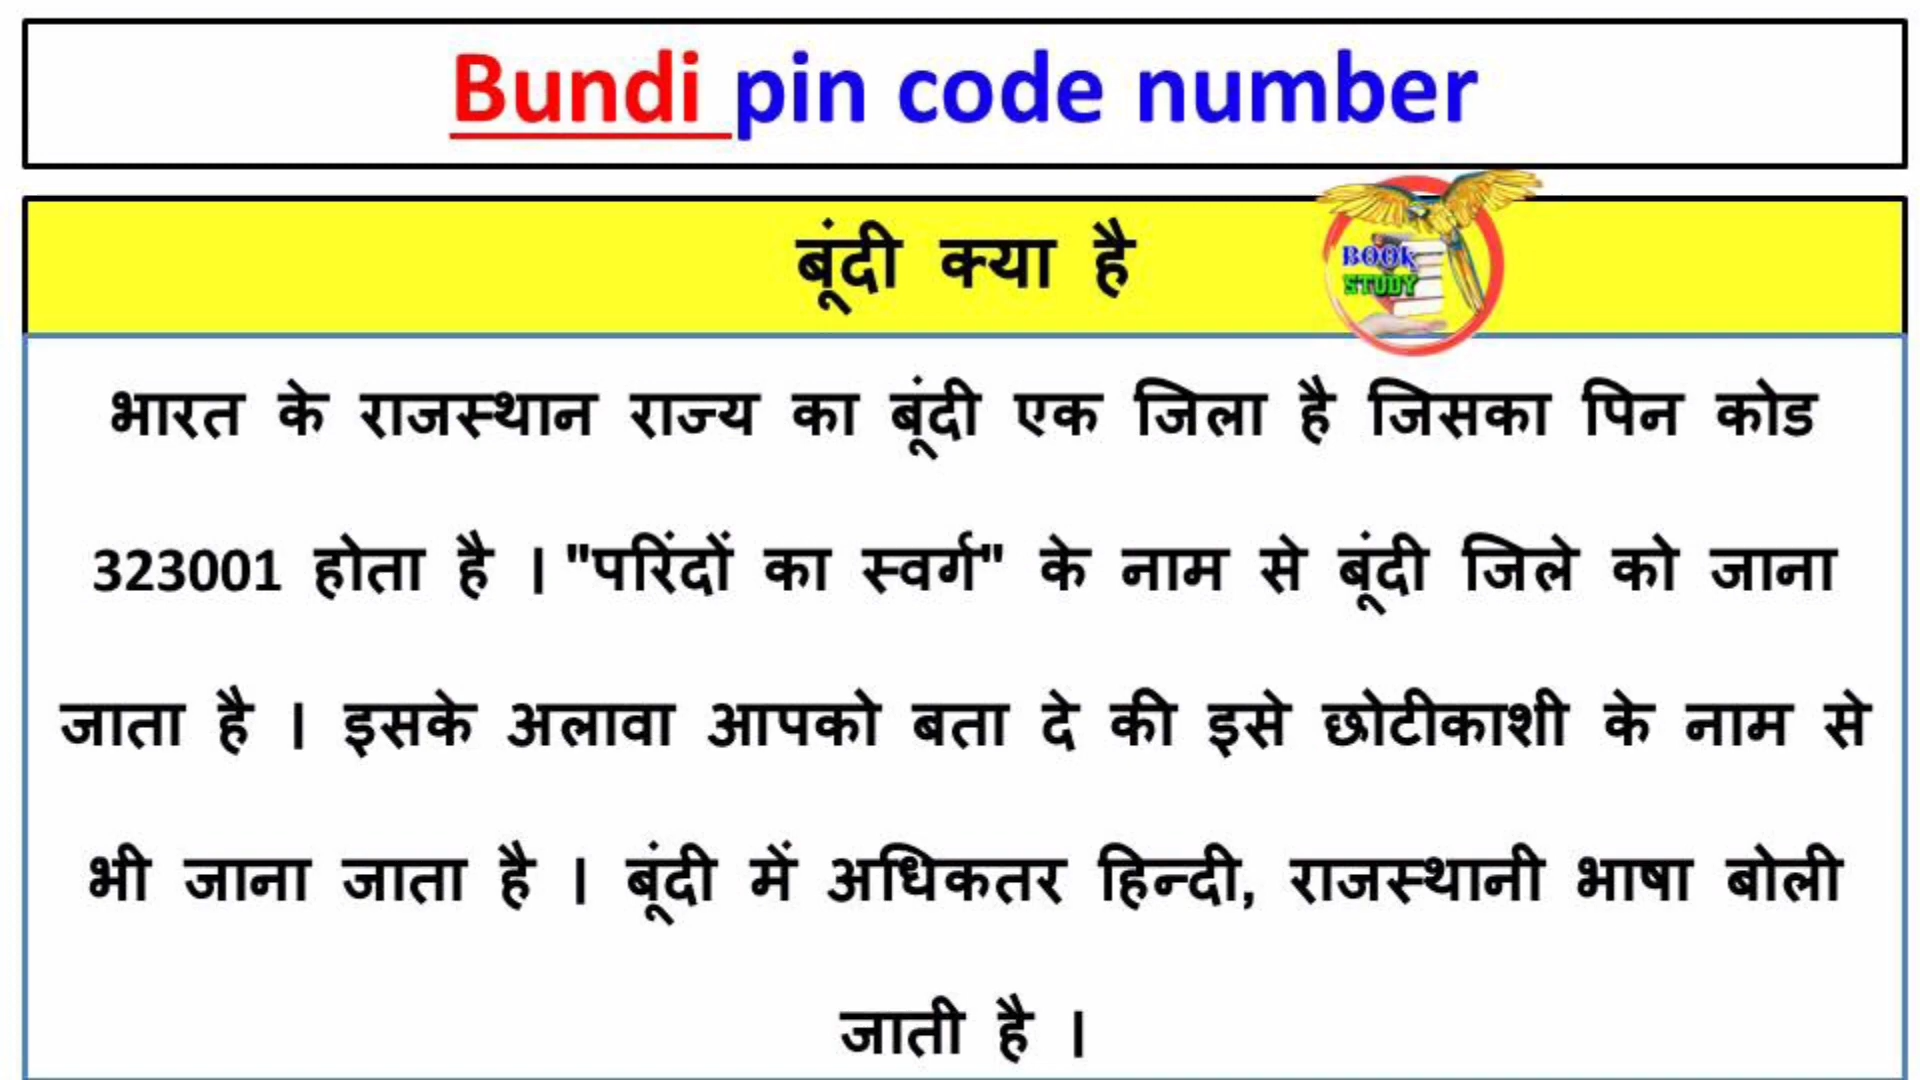 Bundi pin code number
बूंदी क्या है
BOOK
STUDY
भारत के राजस्थान राज्य का बूंदी एक जिला है जिसका पिन कोड
323001 होता है । "परिंदों का स्वर्ग" के नाम से बूंदी जिले को जाना
जाता है । इसके अलावा आपको बता दे की इसे छोटीकाशी के नाम से
भी जाना जाता है । बूंदी में अधिकतर हिन्दी, राजस्थानी भाषा बोली
जाती है ।